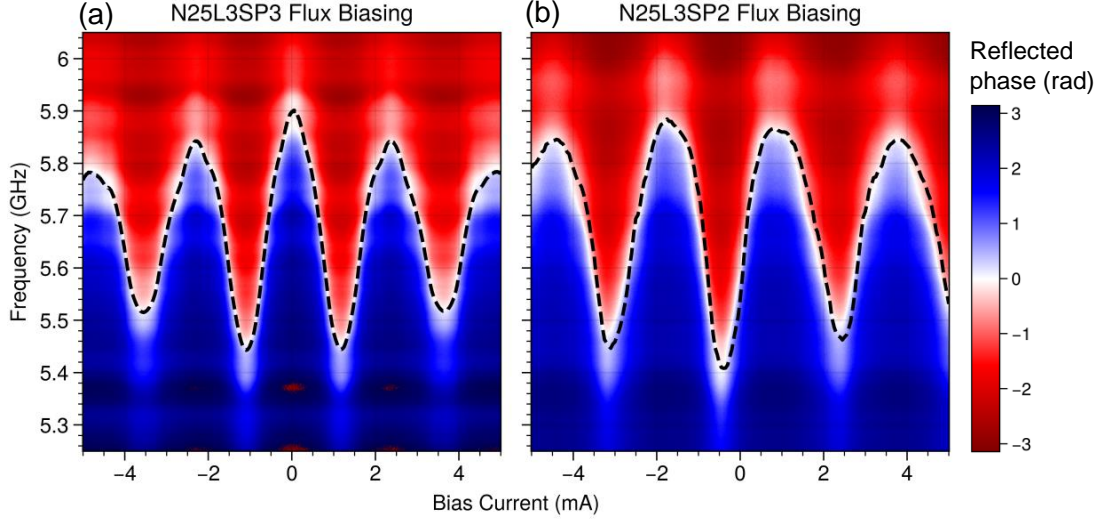 (a) N25L3SP3 Flux Biasing
(b) N25L3SP2 Flux Biasing
Reflected
phase (rad)
Frequency (GHz)
6
5.9
5.8
5.7
5.6
5.5
5.4
5.3
3
2
1
0
−1
−2
−3
−4 −2 0 2 4
−4 −2 0 2 4
Bias Current (mA)